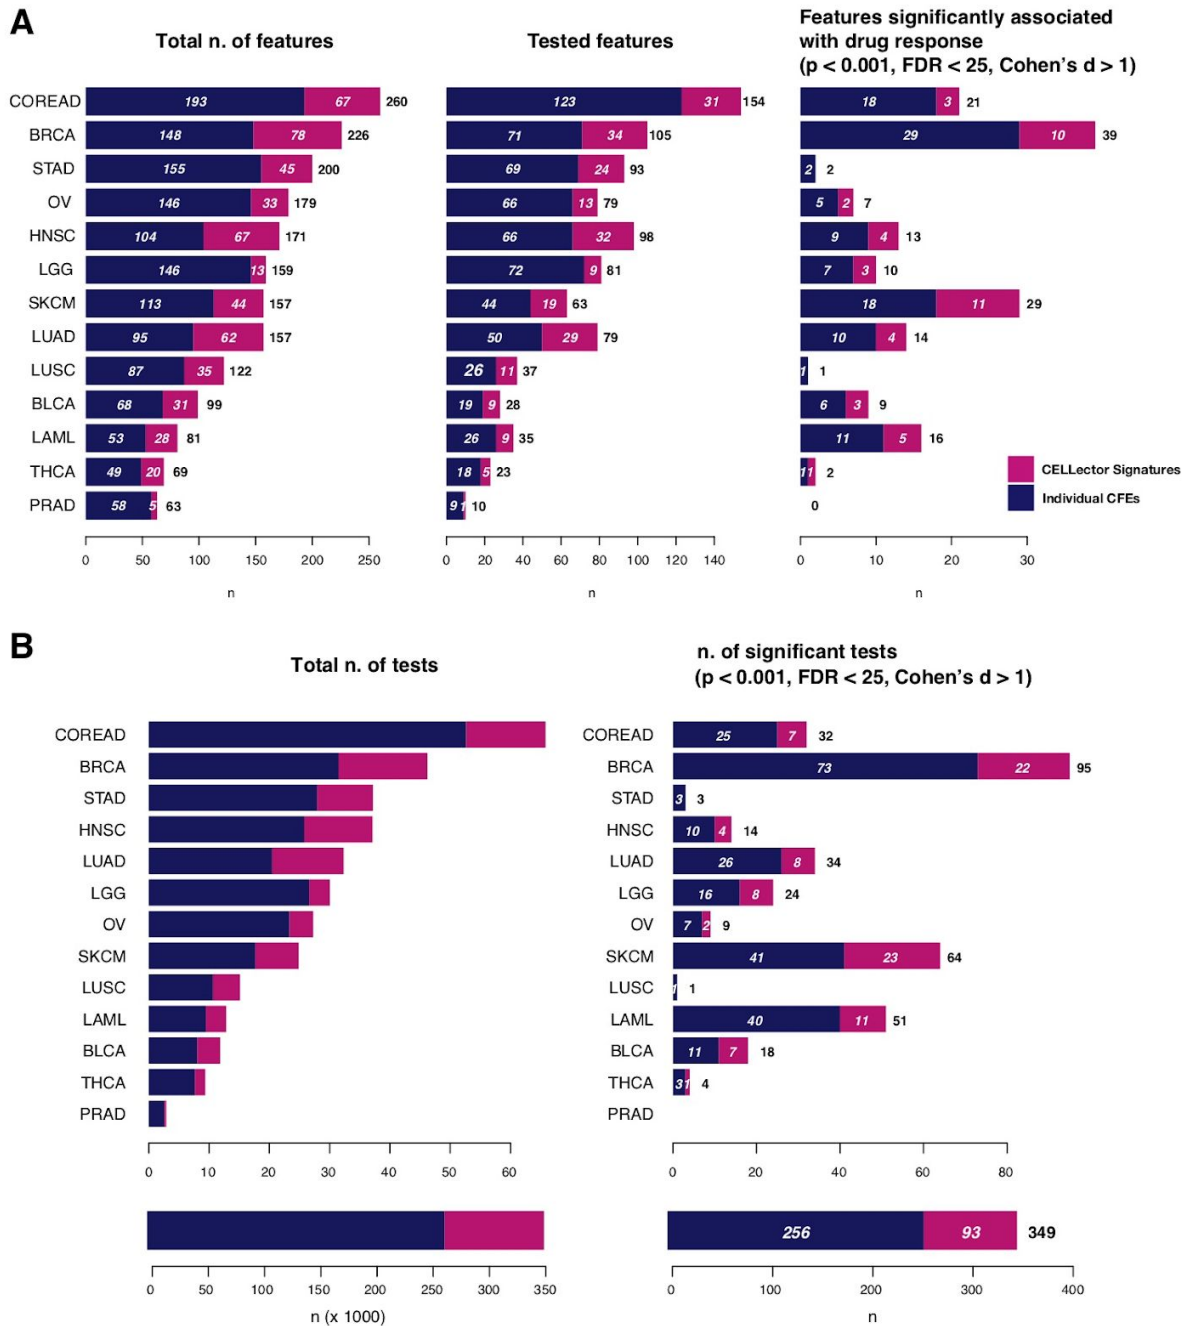 A
Total n. of features
Tested features
Features significantly associated
with drug response
(p < 0.001, FDR < 25, Cohen's d > 1)
COREAD 193 67 260 123 31 154 18 3 21
BRCA 148 78 226 71 34 105 29 10 39
STAD 155 45 200 69 24 93 2 2
OV 146 33 179 66 13 79 5 2 7
HNSC 104 67 171 66 32 98 9 4 13
LGG 146 13 159 72 9 81 7 3 10
SKCM 113 44 157 44 19 63 18 11 29
LUAD 95 62 157 50 29 79 10 4 14
LUSC 87 35 122 26 11 37 1 1
BLCA 68 31 99 19 9 28 6 3 9
LAML 53 28 81 26 9 35 11 5 16
THCA 49 20 69 18 5 23 1 1 2
PRAD 58 5 63 9 1 10 0
CELLector Signatures
Individual CFEs
0 50 100 150 200 250 0 20 40 60 80 100 120 140 0 10 20 30
n n n
B
Total n. of tests
n. of significant tests
(p < 0.001, FDR < 25, Cohen's d > 1)
COREAD COREAD 25 7 32
BRCA BRCA 73 22 95
STAD STAD 3 3
HNSC HNSC 10 4 14
LUAD LUAD 26 8 34
LGG LGG 16 8 24
OV OV 7 2 9
SKCM SKCM 41 23 64
LUSC LUSC 1 1
LAML LAML 40 11 51
BLCA BLCA 11 7 18
THCA THCA 3 1 4
PRAD PRAD
0 10 20 30 40 50 60 0 20 40 60 80
256 93 349
0 50 100 150 200 250 300 350 0 100 200 300 400
n (x 1000) n